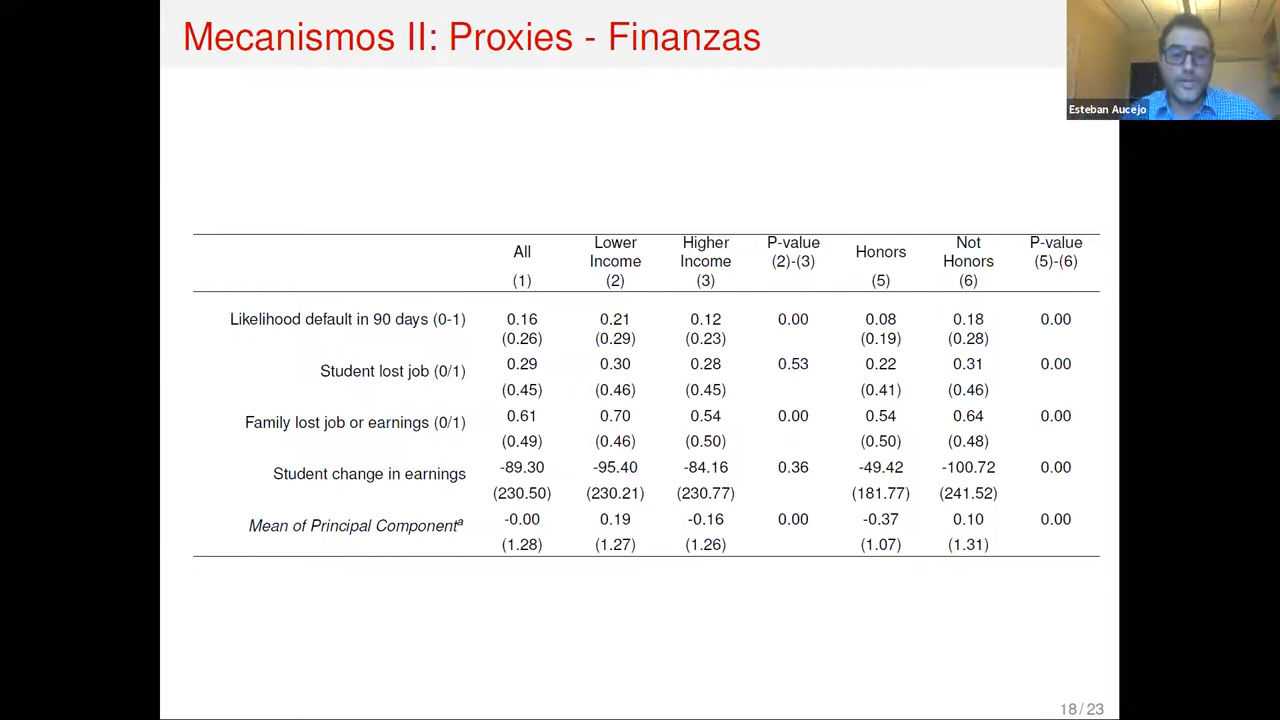 Mecanismos II: Proxies - Finanzas
Esteban Aucejo
All Lower Income Higher Income P-value (2)-(3) Honors Not Honors P-value (5)-(6)
(1) (2) (3) (5) (6)
Likelihood default in 90 days (0-1) 0.16 0.21 0.12 0.00 0.08 0.18 0.00
(0.26) (0.29) (0.23) (0.19) (0.28)
Student lost job (0/1) 0.29 0.30 0.28 0.53 0.22 0.31 0.00
(0.45) (0.46) (0.45) (0.41) (0.46)
Family lost job or earnings (0/1) 0.61 0.70 0.54 0.00 0.54 0.64 0.00
(0.49) (0.46) (0.50) (0.50) (0.48)
Student change in earnings -89.30 -95.40 -84.16 0.36 -49.42 -100.72 0.00
(230.50) (230.21) (230.77) (181.77) (241.52)
Mean of Principal Componentᵃ -0.00 0.19 -0.16 0.00 -0.37 0.10 0.00
(1.28) (1.27) (1.26) (1.07) (1.31)
18 / 23